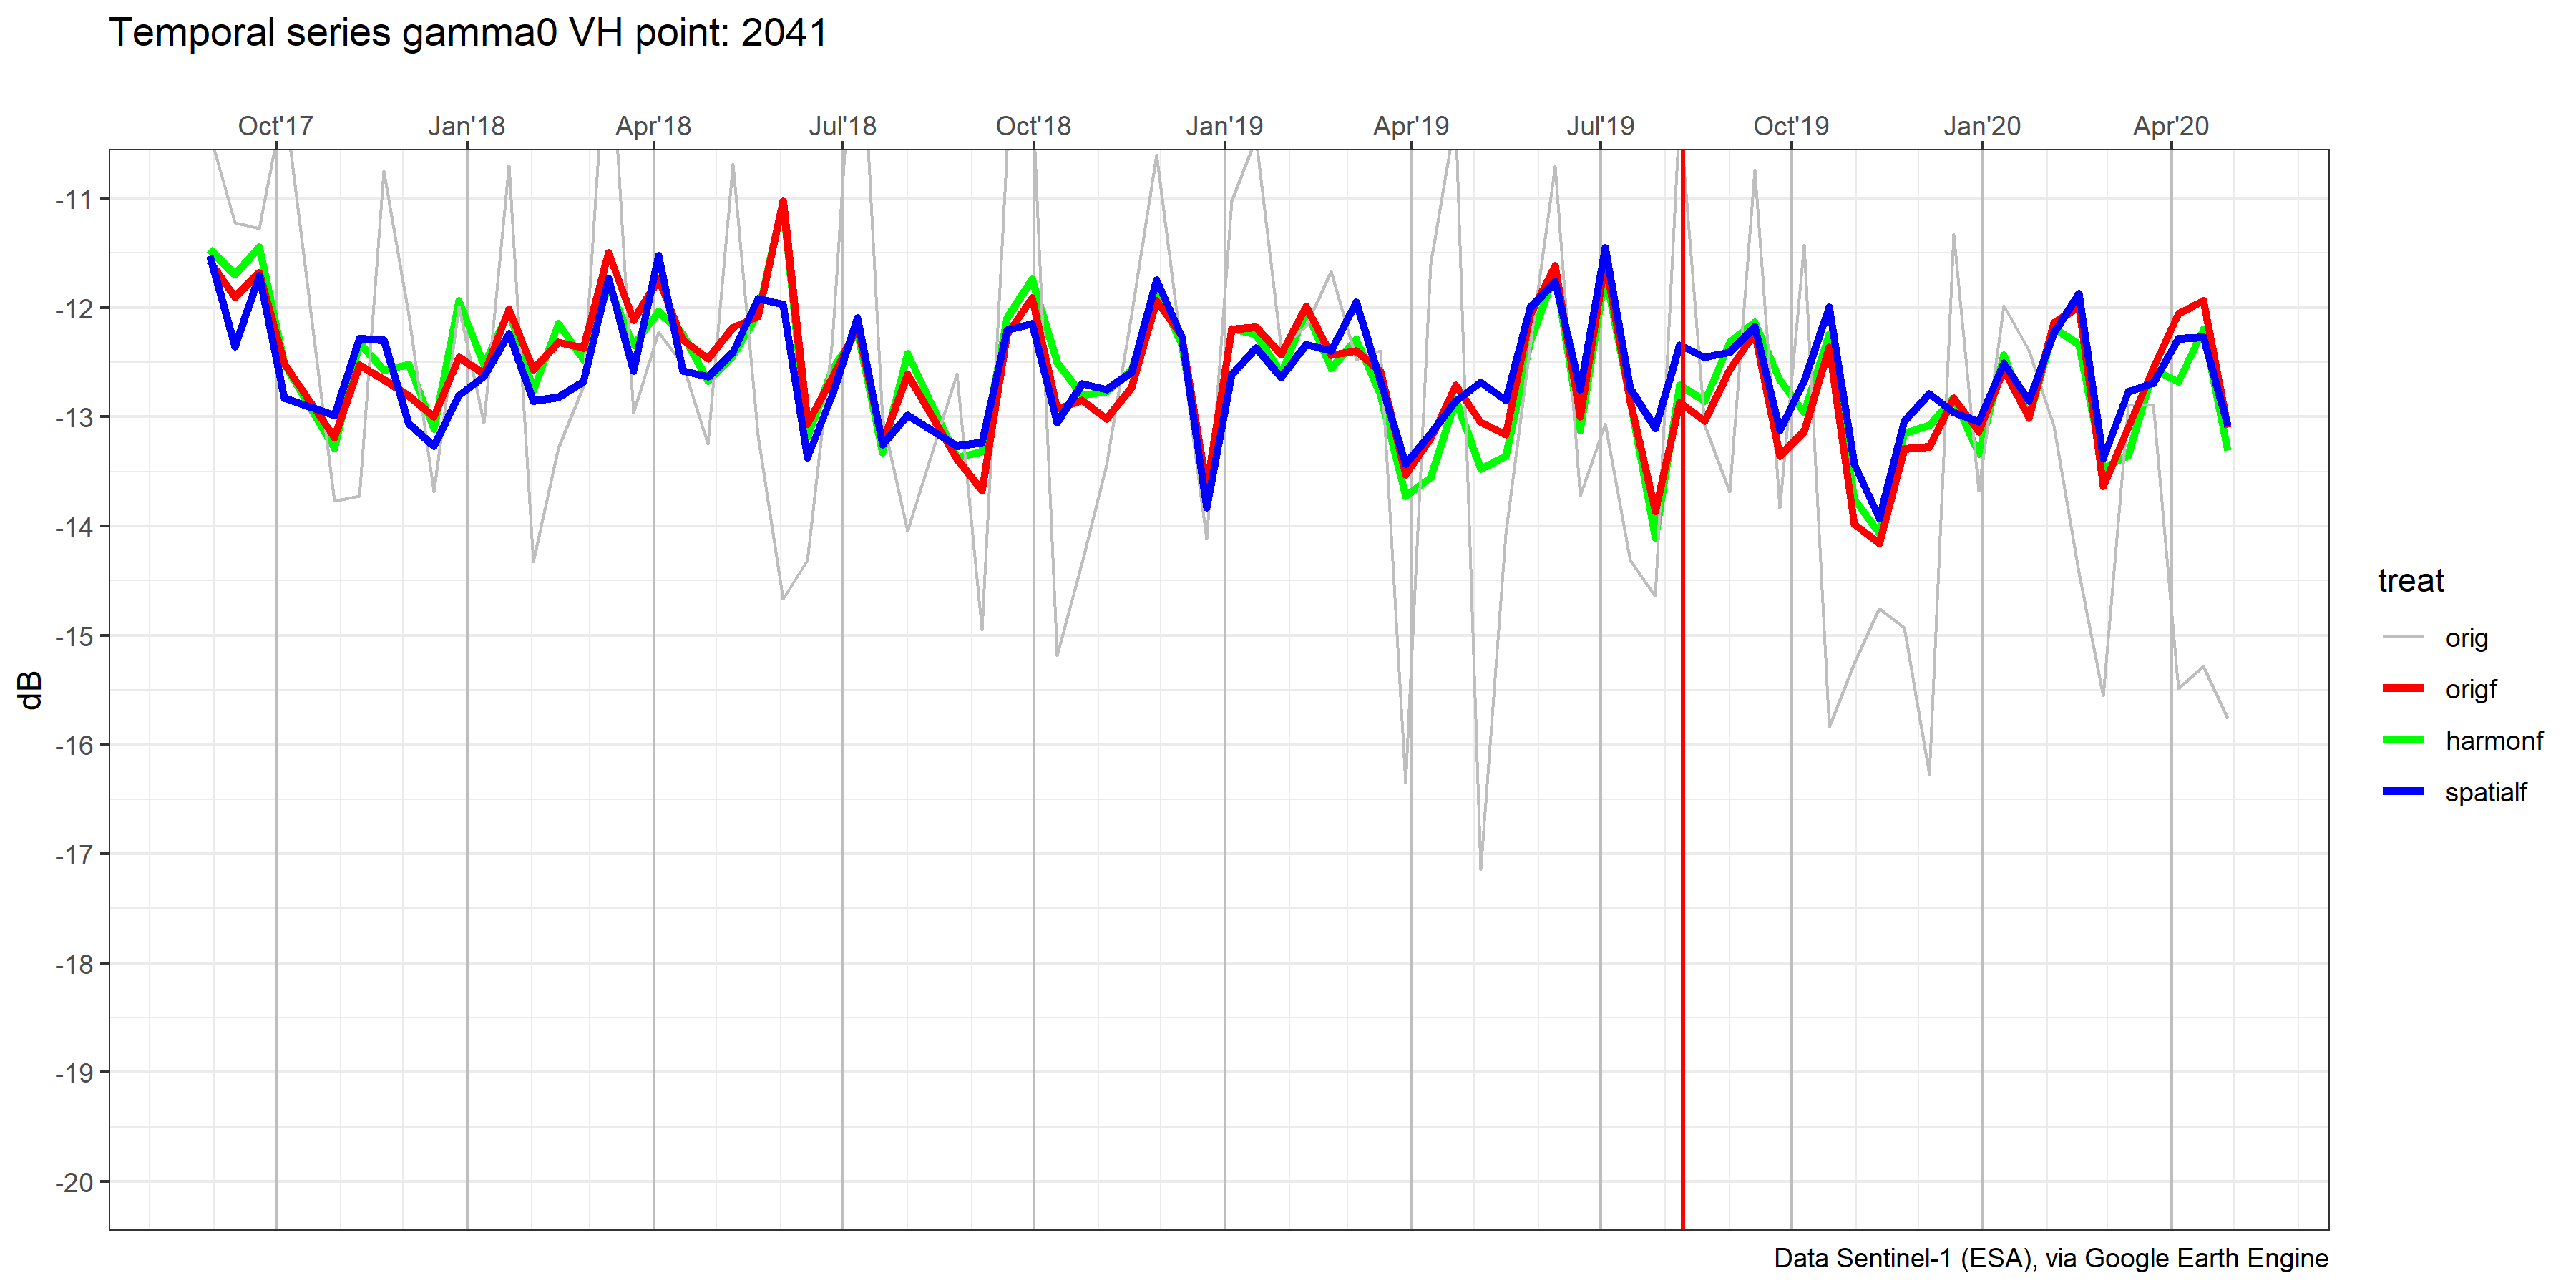 Temporal series gamma0 VH point: 2041
Oct'17 Jan'18 Apr'18 Jul'18 Oct'18 Jan'19 Apr'19 Jul'19 Oct'19 Jan'20 Apr'20
-11
-12
-13
-14
-15
-16
-17
-18
-19
-20
dB
treat
orig
origf
harmonf
spatialf
Data Sentinel-1 (ESA), via Google Earth Engine